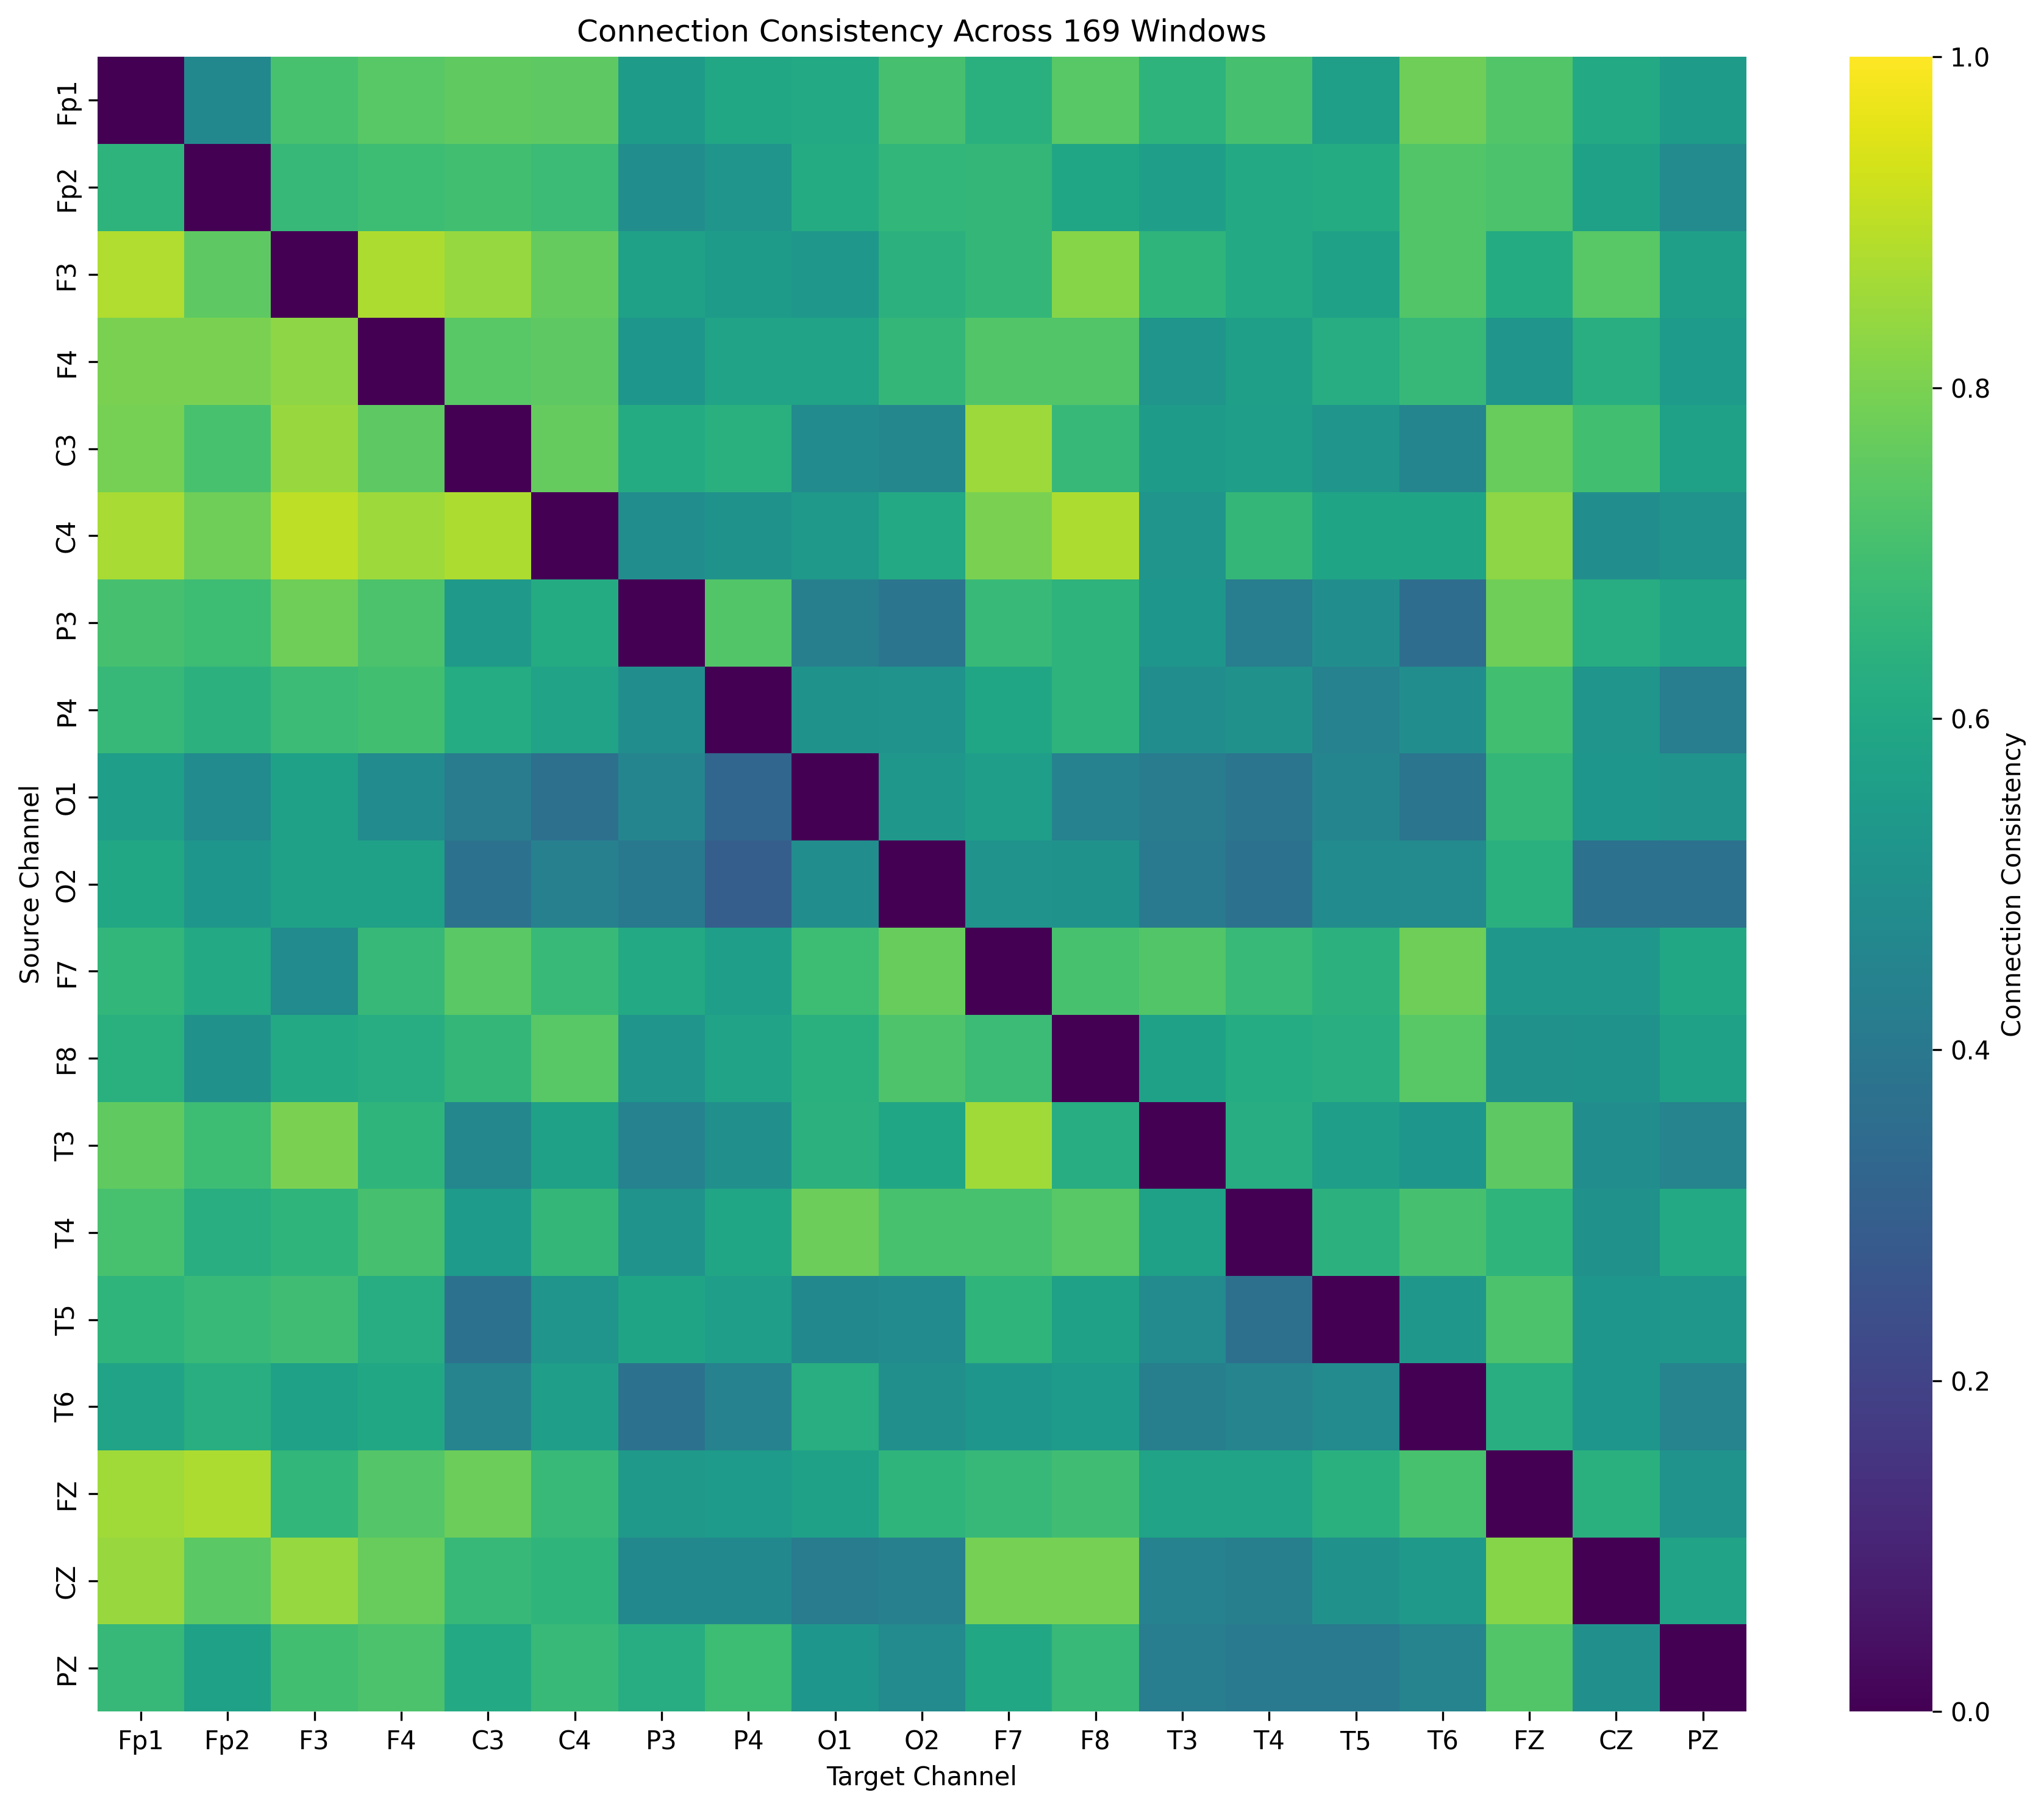 Connection Consistency Across 169 Windows
Source Channel
Fp1
Fp2
F3
F4
C3
C4
P3
P4
O1
O2
F7
F8
T3
T4
T5
T6
FZ
CZ
PZ
Fp1 Fp2 F3 F4 C3 C4 P3 P4 O1 O2 F7 F8 T3 T4 T5 T6 FZ CZ PZ
Target Channel
1.0
0.8
0.6
0.4
0.2
0.0
Connection Consistency